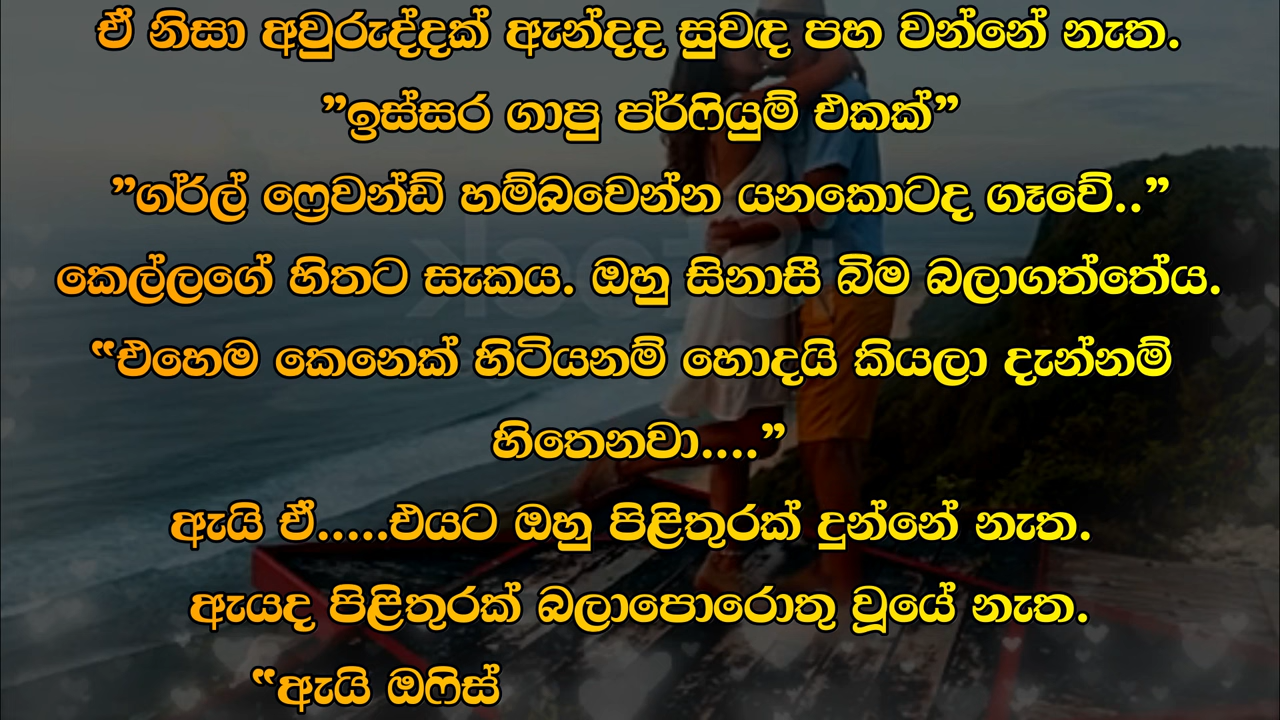 ඒ නිසා අවුරුද්දක් ඇන්දද සුවඳ පහ වන්නේ නැත.
”ඉස්සර ගාපු පර්ෆියුම් එකක්”
”ගර්ල් ෆ්‍රෙවන්ඩ් හම්බවෙන්න යනකොටද ගෑවේ..”
කෙල්ලගේ හිතට සැකය. ඔහු සිනාසී බිම බලාගත්තේය.
“එහෙම කෙනෙක් හිටියනම් හොදයි කියලා දැන්නම්
හිතෙනවා....”
ඇයි ඒ.....එයට ඔහු පිළිතුරක් දුන්නේ නැත.
ඇයද පිළිතුරක් බලාපොරොතු වූයේ නැත.
“ඇයි ඔෆිස්